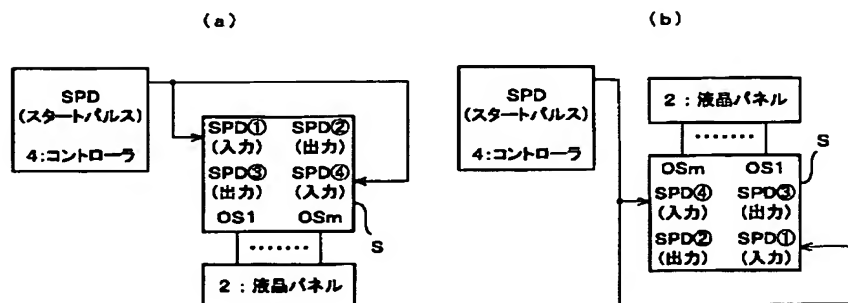 (a)
SPD
(スタートパルス)
4:コントローラ
SPD① SPD②
(入力) (出力)
SPD③ SPD④
(出力) (入力)
OS1 OSm
S
2：液晶パネル
(b)
SPD
(スタートパルス)
4:コントローラ
2：液晶パネル
OSm OS1
S
SPD④ SPD③
(入力) (出力)
SPD② SPD①
(出力) (入力)